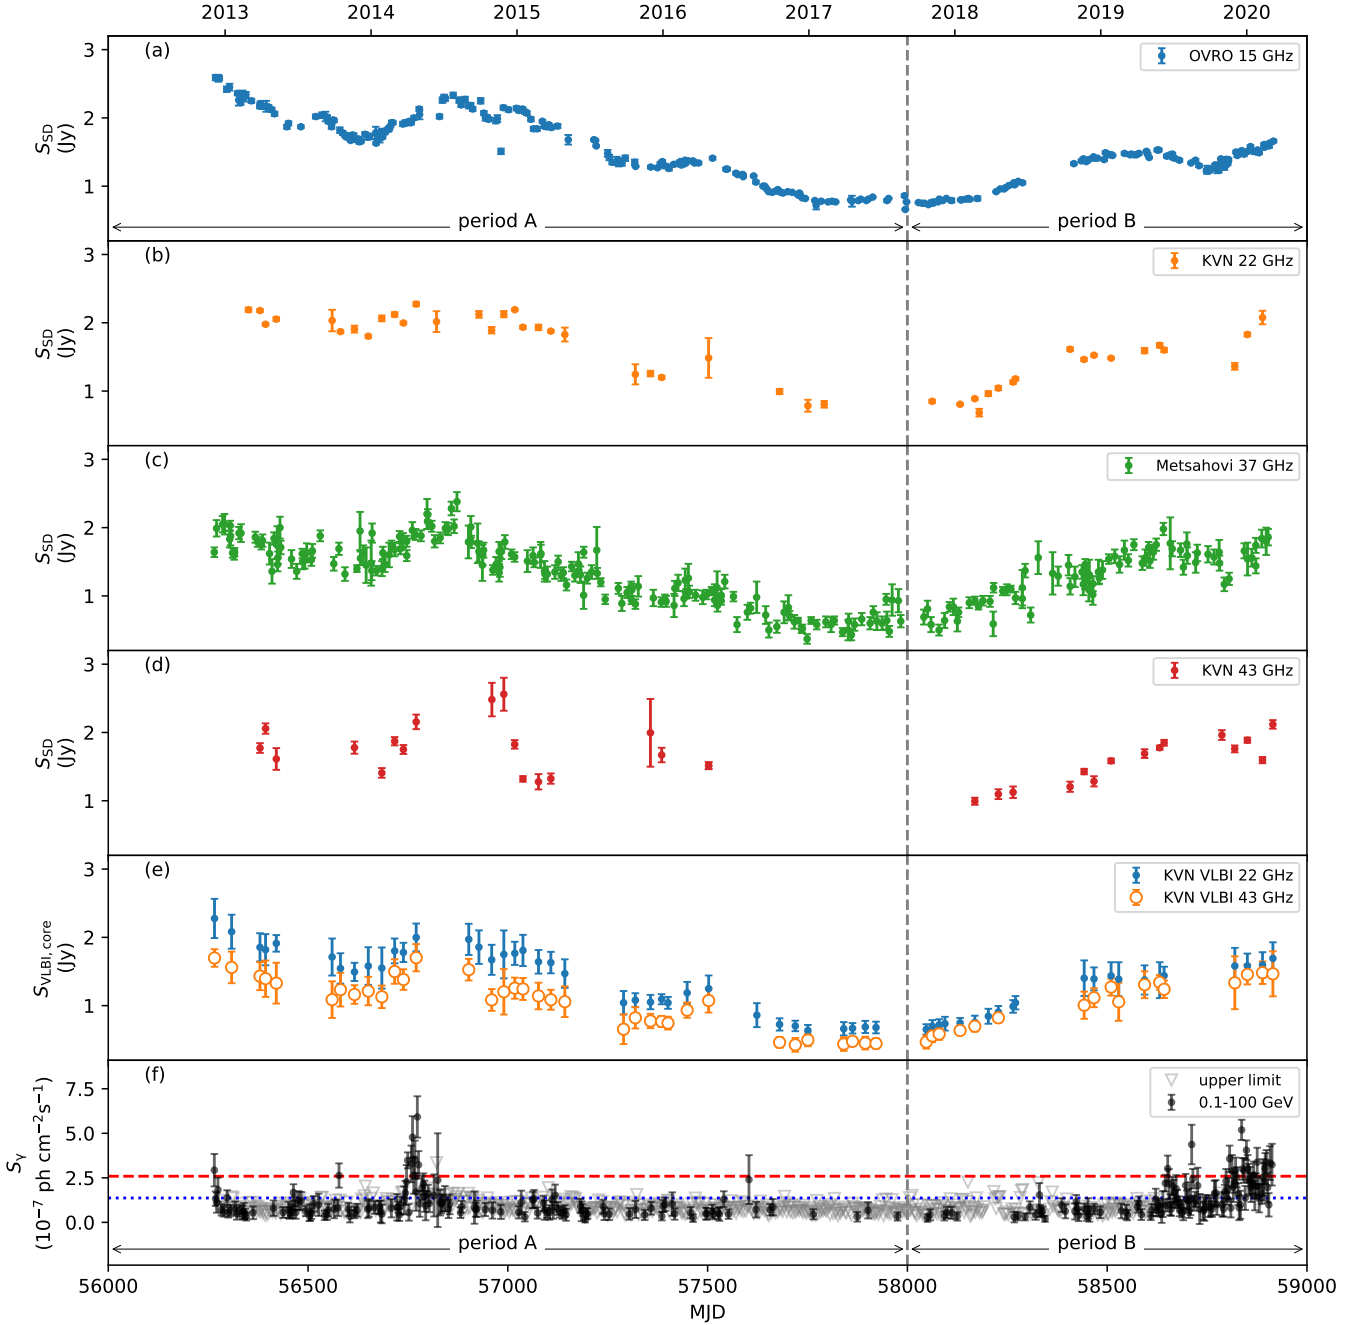 2013 2014 2015 2016 2017 2018 2019 2020
(a)
OVRO 15 GHz
3
2
1
S_SD
(Jy)
period A
period B
(b)
KVN 22 GHz
3
2
1
S_SD
(Jy)
(c)
Metsahovi 37 GHz
3
2
1
S_SD
(Jy)
(d)
KVN 43 GHz
3
2
1
S_SD
(Jy)
(e)
KVN VLBI 22 GHz
KVN VLBI 43 GHz
3
2
1
S_VLBI, core
(Jy)
(f)
upper limit
0.1-100 GeV
7.5
5.0
2.5
0.0
S_γ
(10⁻⁷ ph cm⁻²s⁻¹)
period A
period B
56000 56500 57000 57500 58000 58500 59000
MJD